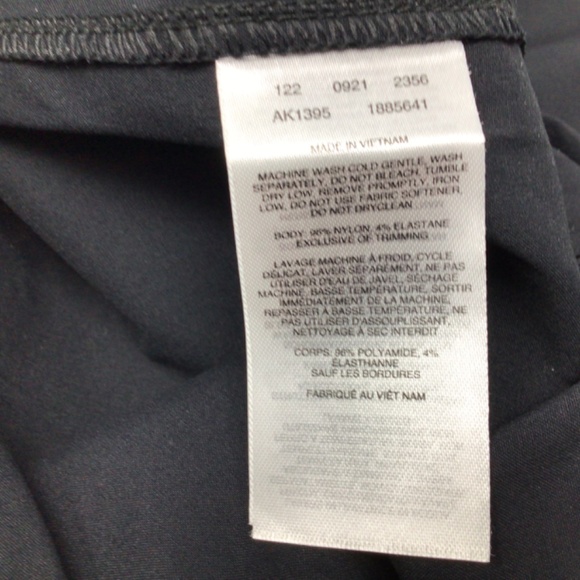 122 0921 2356
AK1395 1885641
MADE IN VIETNAM
MACHINE WASH COLD GENTLE, WASH
SEPARATELY, DO NOT BLEACH, TUMBLE
DRY LOW, REMOVE PROMPTLY, IRON
LOW, DO NOT USE FABRIC SOFTENER,
DO NOT DRYCLEAN
BODY: 96% NYLON, 4% ELASTANE
EXCLUSIVE OF TRIMMING
LAVAGE MACHINE À FROID, CYCLE
DÉLICAT, LAVER SÉPARÉMENT, NE PAS
UTILISER D'EAU DE JAVEL, SÉCHAGE
MACHINE, BASSE TEMPÉRATURE, SORTIR
IMMÉDIATEMENT DE LA MACHINE,
REPASSER À BASSE TEMPÉRATURE, NE
PAS UTILISER D'ASSOUPLISSANT,
NETTOYAGE À SEC INTERDIT
CORPS: 96% POLYAMIDE, 4%
ÉLASTHANNE
SAUF LES BORDURES
FABRIQUÉ AU VIÊT NAM